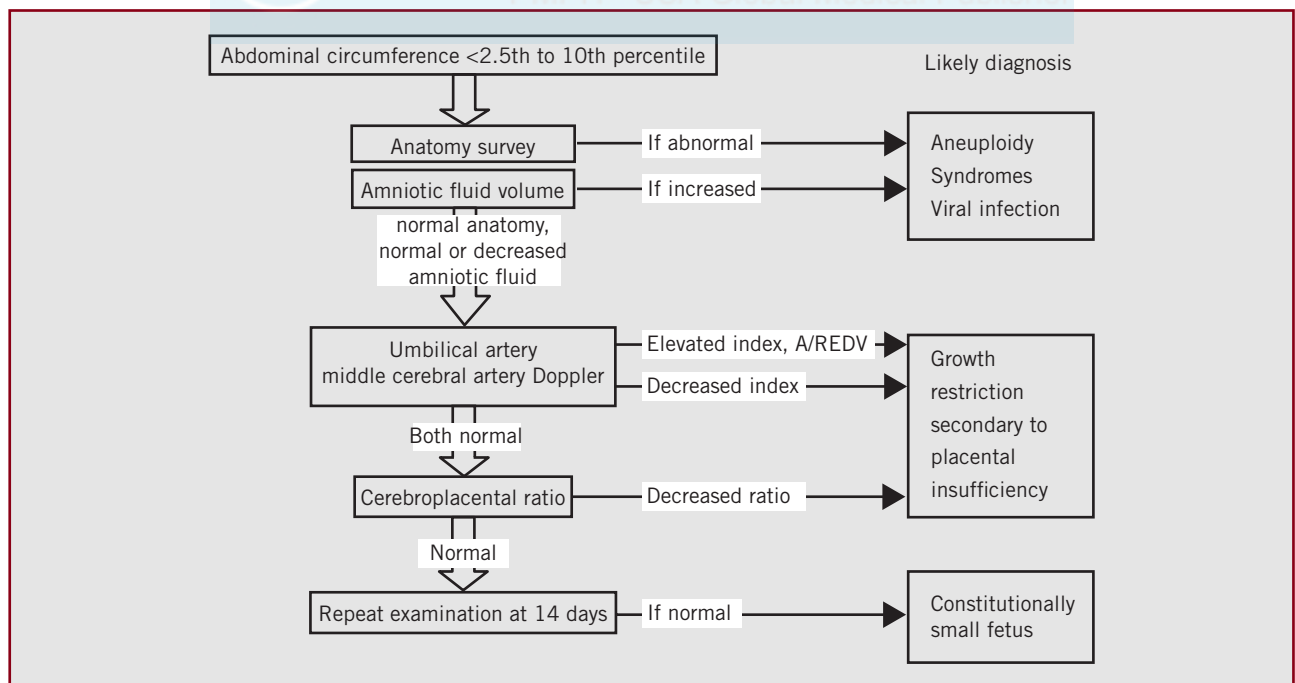 Abdominal circumference <2.5th to 10th percentile
Likely diagnosis
Anatomy survey
If abnormal
Aneuploidy
Syndromes
Viral infection
Amniotic fluid volume
If increased
normal anatomy,
normal or decreased
amniotic fluid
Umbilical artery
middle cerebral artery Doppler
Elevated index, A/REDV
Decreased index
Growth
restriction
secondary to
placental
insufficiency
Both normal
Cerebroplacental ratio
Decreased ratio
Normal
Repeat examination at 14 days
If normal
Constitutionally
small fetus